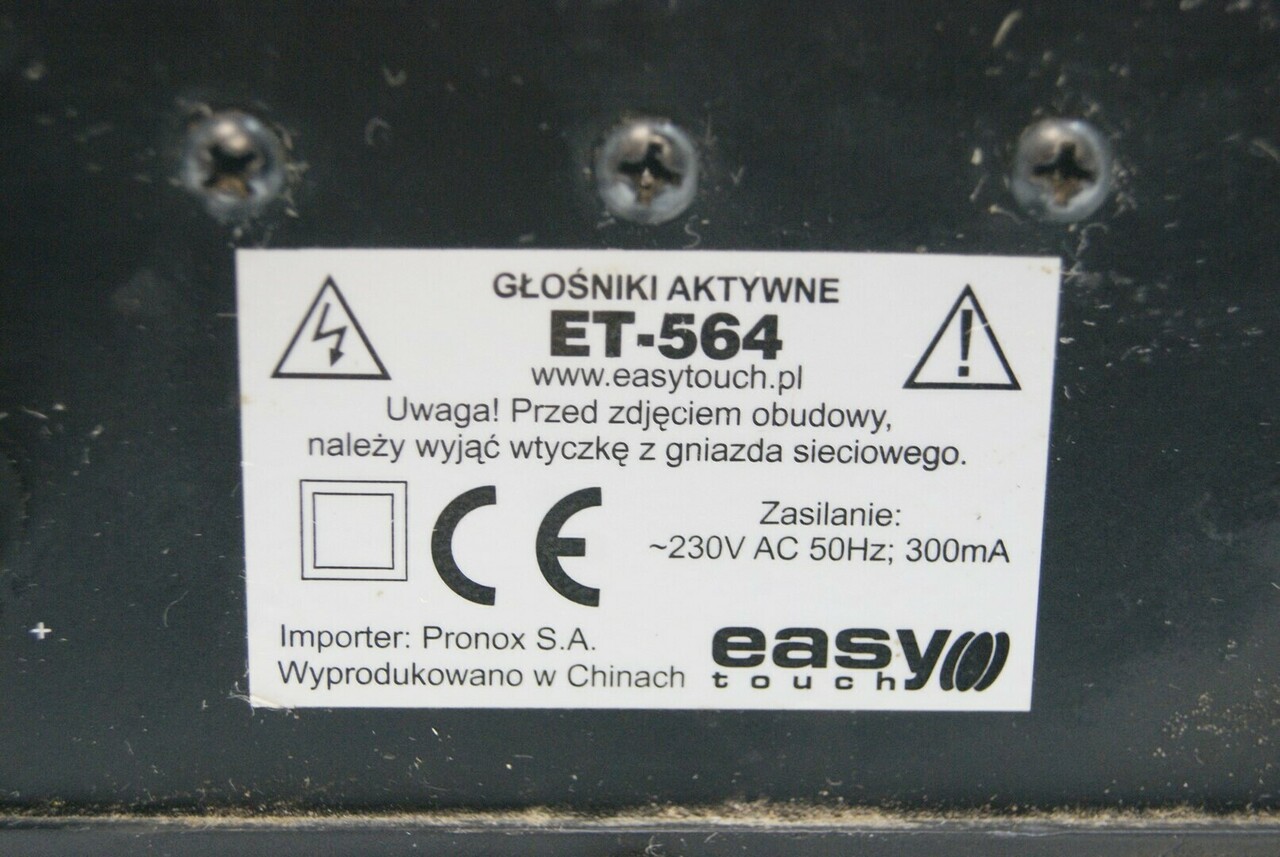 GŁOŚNIKI AKTYWNE
ET-564
www.easytouch.pl
Uwaga! Przed zdjęciem obudowy,
należy wyjąć wtyczkę z gniazda sieciowego.
CE
Zasilanie:
~230V AC 50Hz; 300mA
Importer: Pronox S.A.
Wyprodukowano w Chinach
easy
touch